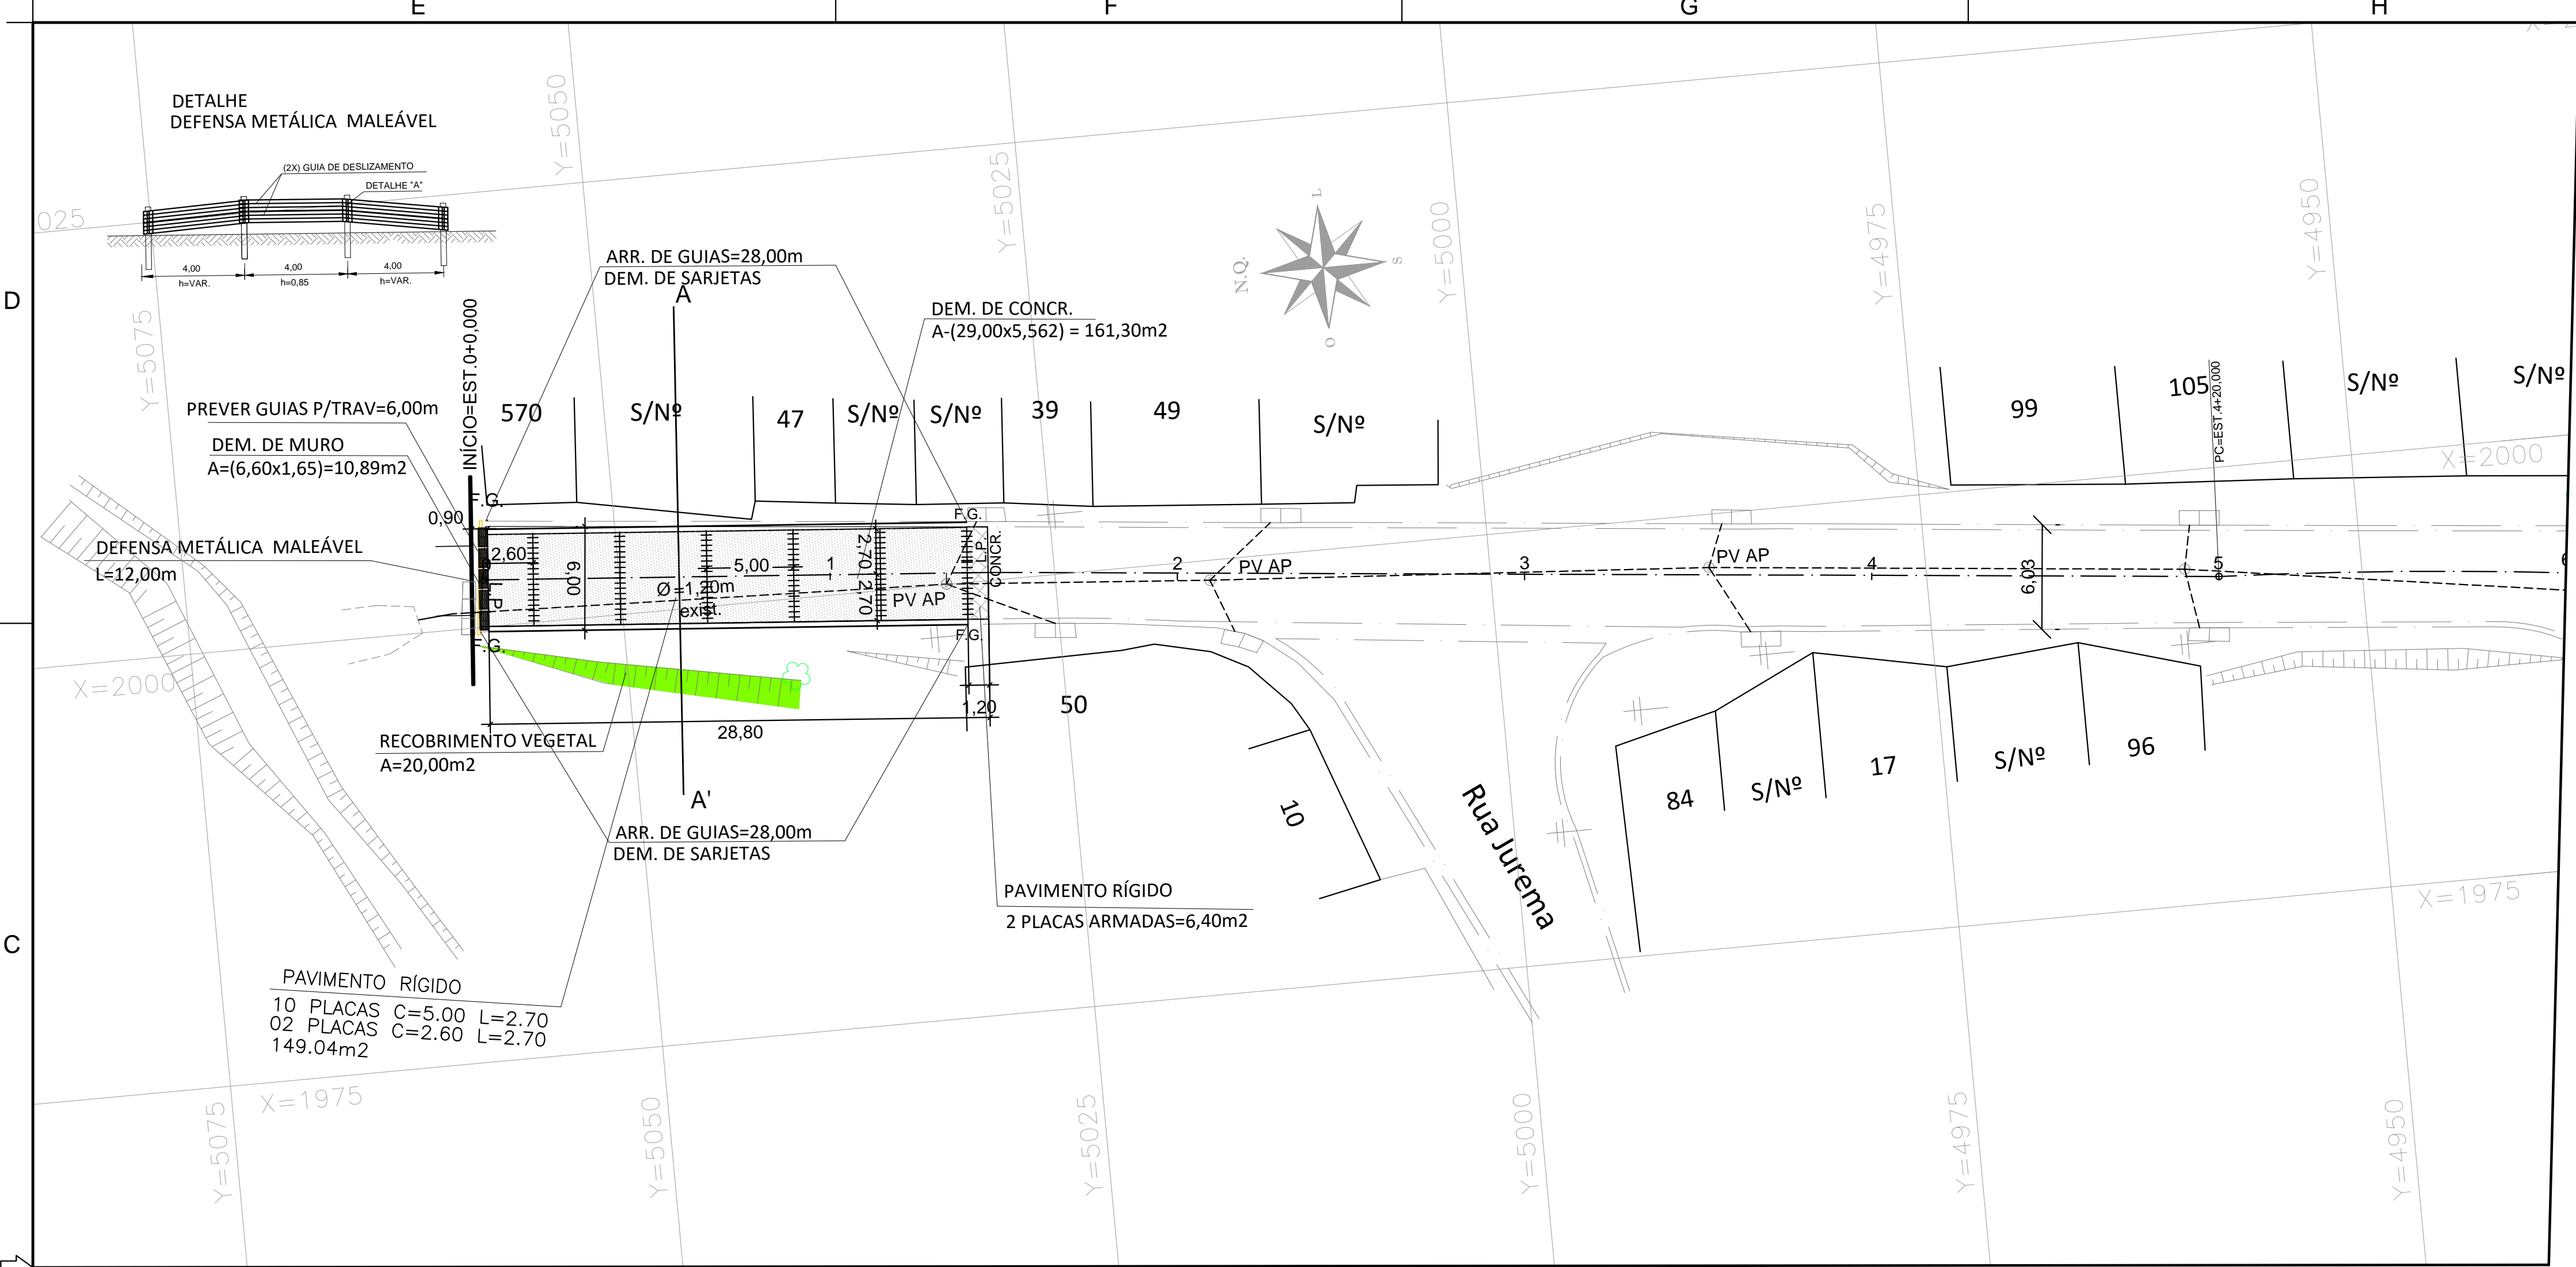 E
F
G
H
DETALHE
DEFENSA METÁLICA MALEÁVEL
(2X) GUIA DE DESLIZAMENTO
DETALHE "A"
4,00
4,00
4,00
h=VAR.
h=0,85
h=VAR.
025
Y=5075
Y=5050
Y=5025
Y=5000
Y=4975
Y=4950
L
S
O
N.Q.
D
ARR. DE GUIAS=28,00m
DEM. DE SARJETAS
A
DEM. DE CONCR.
A-(29,00x5,562) = 161,30m2
INÍCIO=EST.0+0,000
PREVER GUIAS P/TRAV=6,00m
DEM. DE MURO
A=(6,60x1,65)=10,89m2
570
S/Nº
47
S/Nº
S/Nº
39
49
S/Nº
99
105
PC=EST.4+20,000
S/Nº
S/Nº
X=2000
F.G.
0,90
F.G.
DEFENSA METÁLICA MALEÁVEL
L=12,00m
2,60
6,00
5,00
1
2,70
2,70
L.P.
CONCR.
L.P.
Ø =1,20m
exist.
PV AP
2
PV AP
3
PV AP
4
6,03
5
6
F.G.
F.G.
X=2000
1,20
28,80
50
RECOBRIMENTO VEGETAL
A=20,00m2
A'
ARR. DE GUIAS=28,00m
DEM. DE SARJETAS
10
Rua Jurema
84
S/Nº
17
S/Nº
96
C
PAVIMENTO RÍGIDO
2 PLACAS ARMADAS=6,40m2
X=1975
PAVIMENTO RÍGIDO
10 PLACAS C=5.00 L=2.70
02 PLACAS C=2.60 L=2.70
149.04m2
X=1975
Y=5075
Y=5050
Y=5025
Y=5000
Y=4975
Y=4950